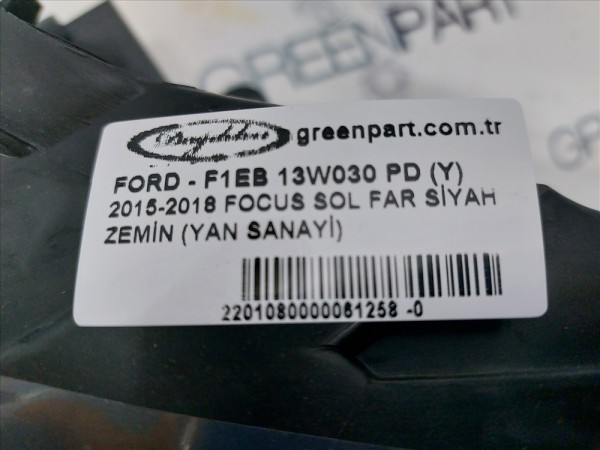 GREENPART
greenpart.com.tr
FORD - F1EB 13W030 PD (Y)
2015-2018 FOCUS SOL FAR SİYAH
ZEMİN (YAN SANAYİ)
2201080000061258 -0